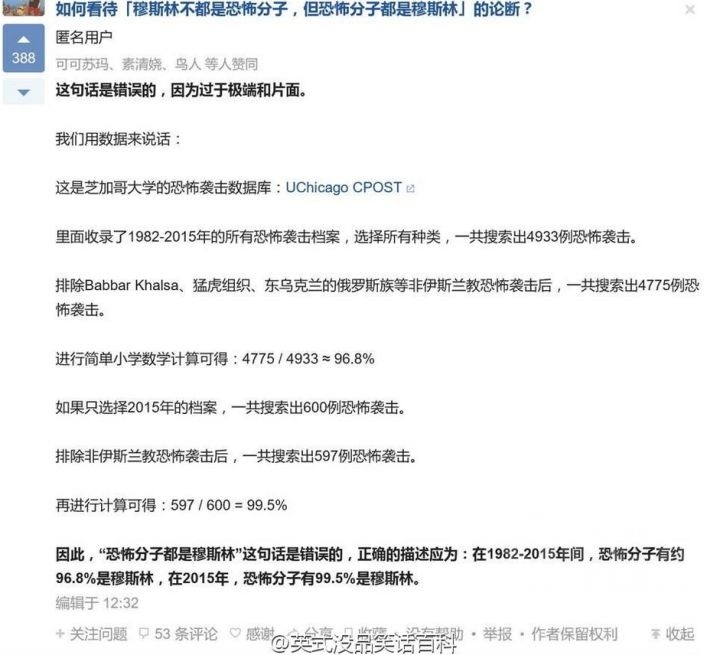 如何看待「穆斯林不都是恐怖分子，但恐怖分子都是穆斯林」的论断？
×
388
匿名用户
可可苏玛、素清娆、鸟人 等人赞同
这句话是错误的，因为过于极端和片面。
我们用数据来说话：
这是芝加哥大学的恐怖袭击数据库：UChicago CPOST
里面收录了1982-2015年的所有恐怖袭击档案，选择所有种类，一共搜索出4933例恐怖袭击。
排除Babbar Khalsa、猛虎组织、东乌克兰的俄罗斯族等非伊斯兰教恐怖袭击后，一共搜索出4775例恐
怖袭击。
进行简单小学数学计算可得：4775 / 4933 ≈ 96.8%
如果只选择2015年的档案，一共搜索出600例恐怖袭击。
排除非伊斯兰教恐怖袭击后，一共搜索出597例恐怖袭击。
再进行计算可得：597 / 600 = 99.5%
因此，“恐怖分子都是穆斯林”这句话是错误的，正确的描述应为：在1982-2015年间，恐怖分子有约
96.8%是穆斯林，在2015年，恐怖分子有99.5%是穆斯林。
编辑于 12:32
+ 关注问题 53 条评论 感谢 分享 收藏 · 没有帮助 · 举报 · 作者保留权利 收起
@英式没品笑话百科